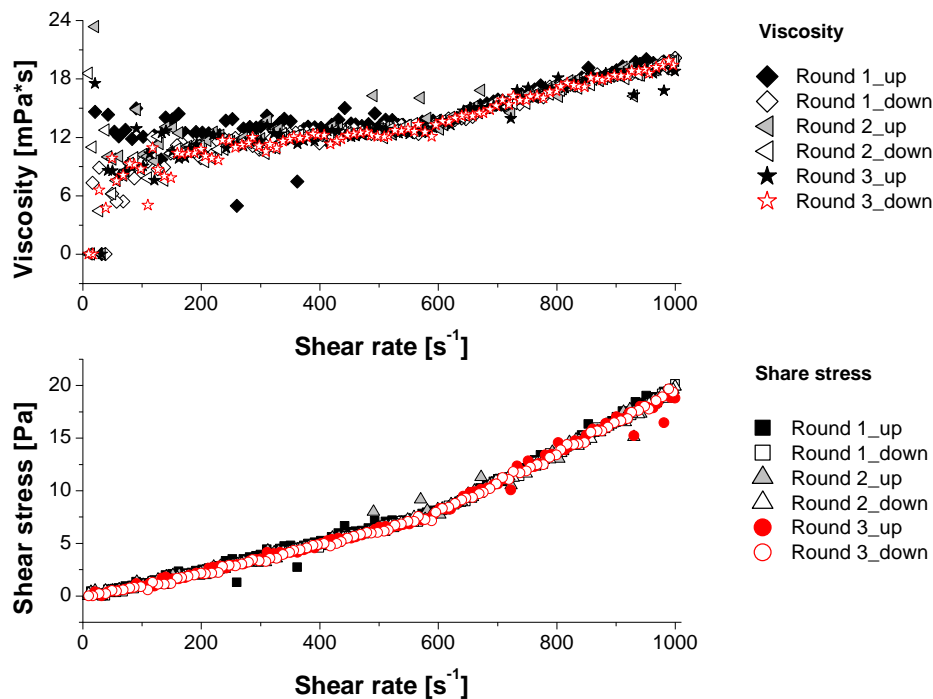 24
18
12
6
0
Viscosity [mPa*s]
0 200 400 600 800 1000
Shear rate [s⁻¹]
Viscosity
Round 1_up
Round 1_down
Round 2_up
Round 2_down
Round 3_up
Round 3_down
20
15
10
5
0
Shear stress [Pa]
0 200 400 600 800 1000
Shear rate [s⁻¹]
Share stress
Round 1_up
Round 1_down
Round 2_up
Round 2_down
Round 3_up
Round 3_down